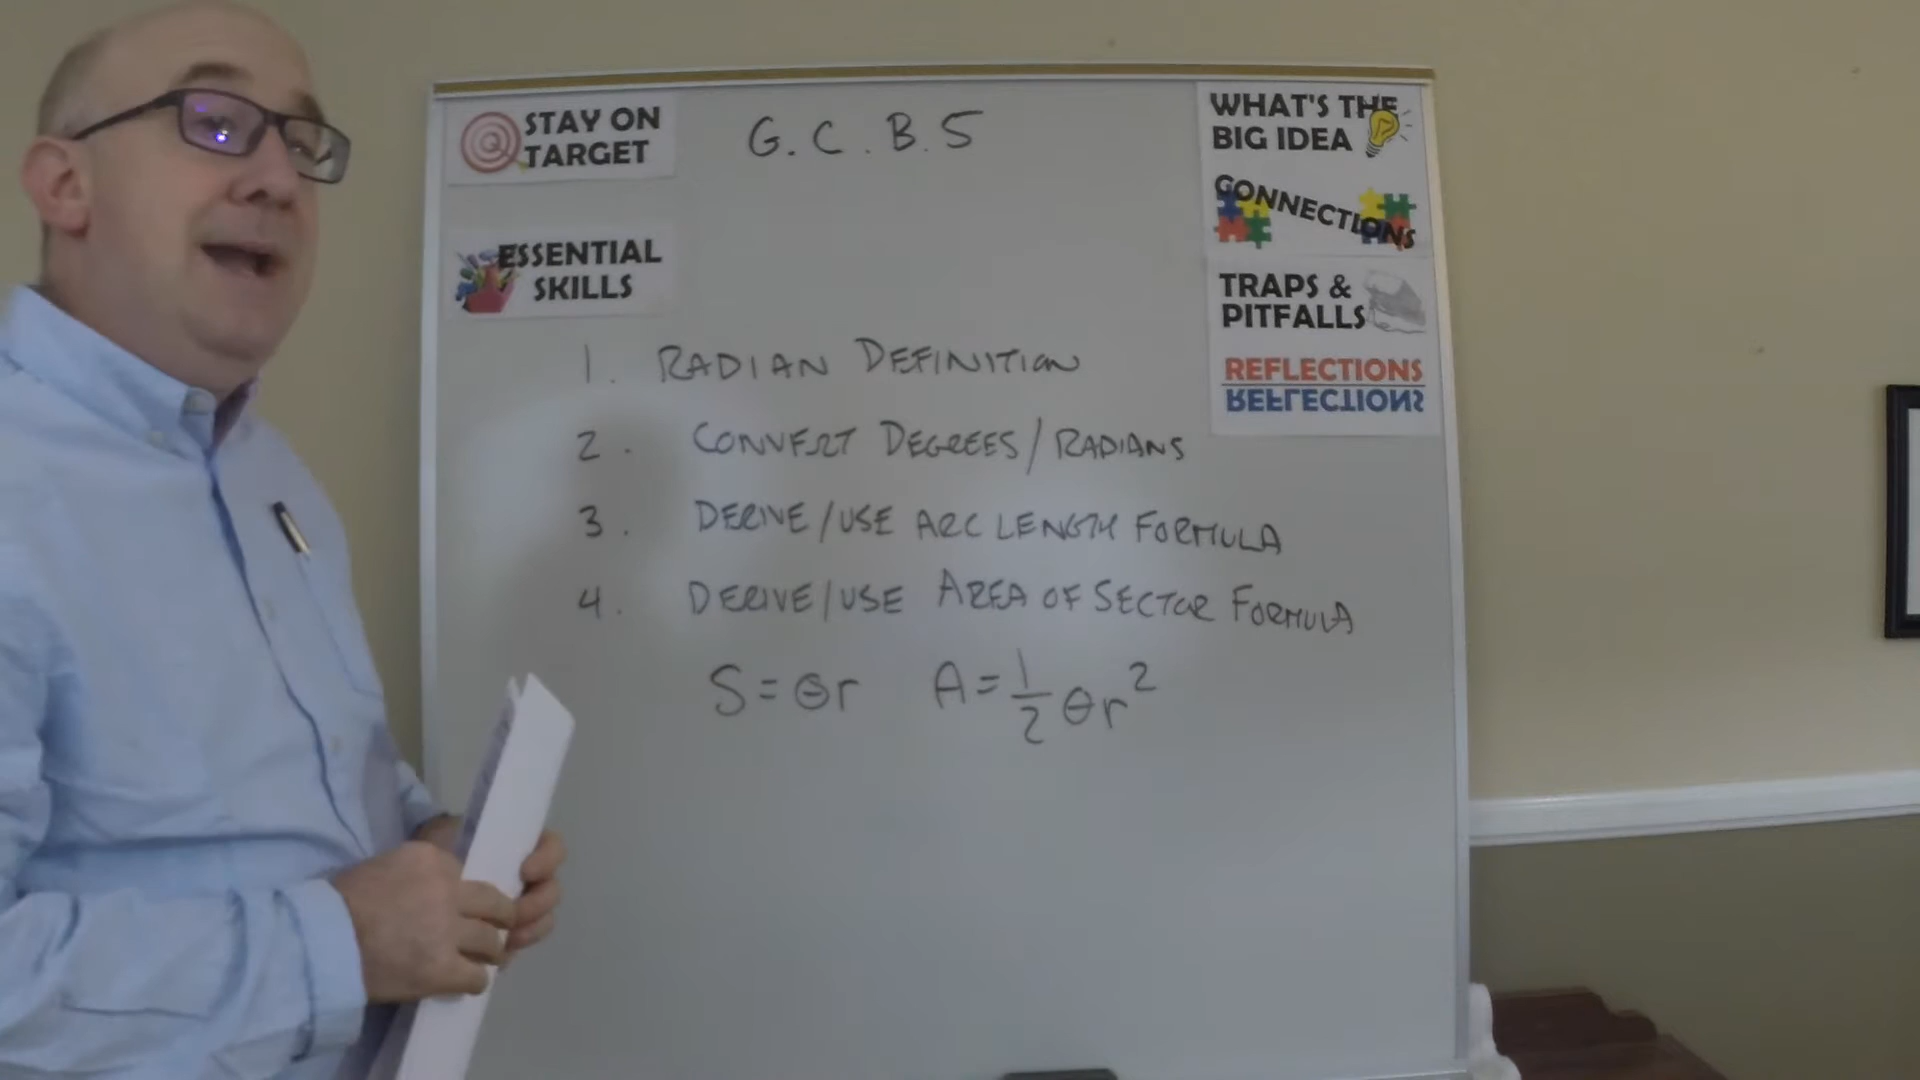 STAY ON
TARGET
G.C.B.5
ESSENTIAL
SKILLS
WHAT'S THE
BIG IDEA
CONNECTIONS
TRAPS &
PITFALLS
REFLECTIONS
REFLECTIONS
1. RADIAN DEFINITION
2. CONVERT DEGREES/RADIANS
3. DERIVE/USE ARC LENGTH FORMULA
4. DERIVE/USE AREA OF SECTOR FORMULA
S=θr A=1/2 θr²